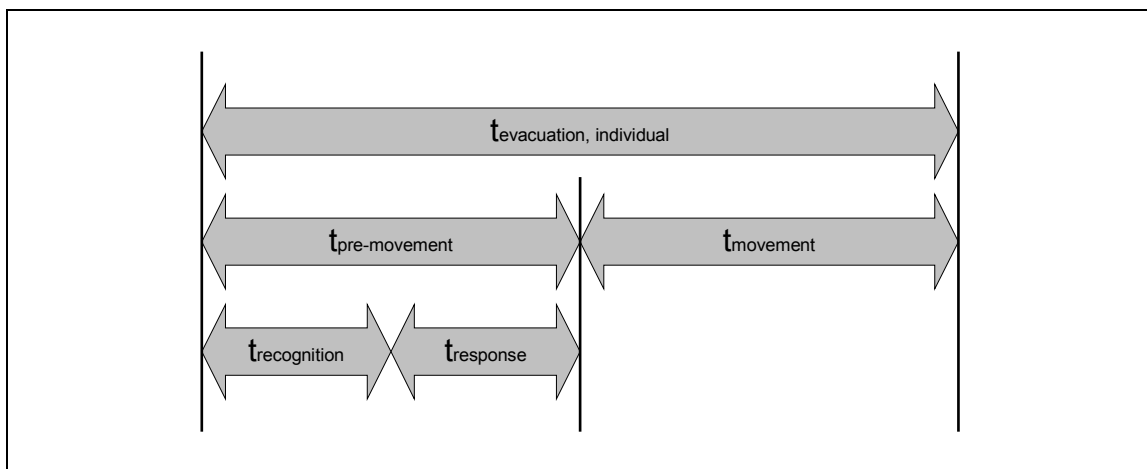 tevacuation, individual
tpre-movement
tmovement
trecognition
tresponse